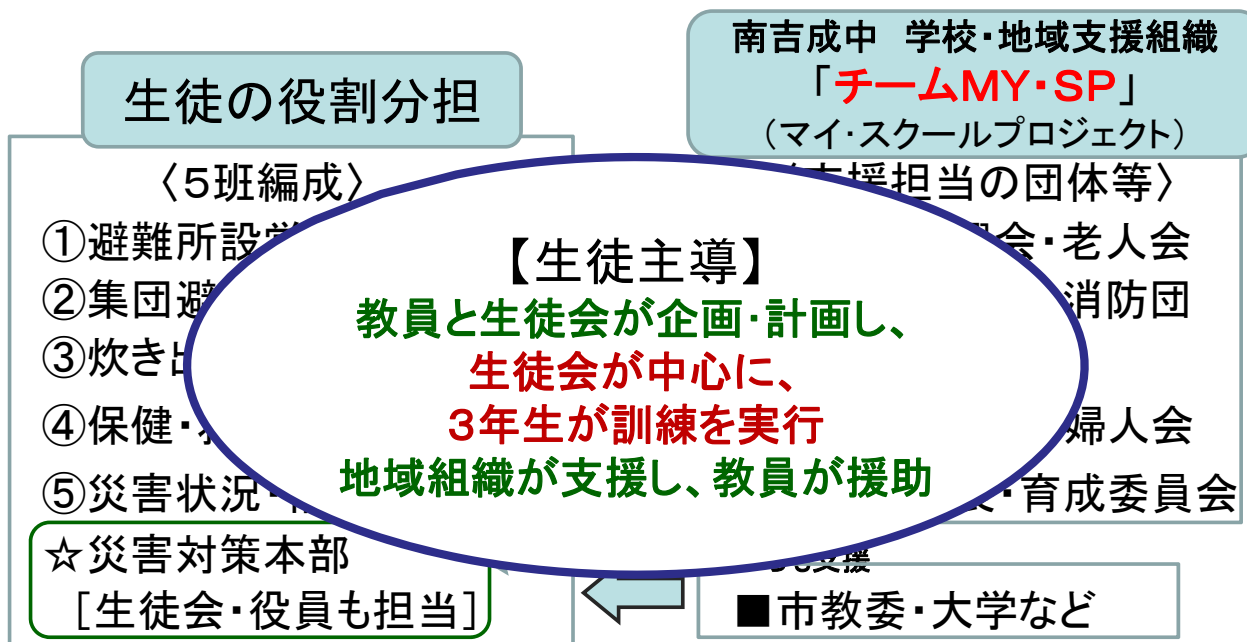 生徒の役割分担
〈5班編成〉
①避難所設
②集団避
③炊き出
④保健・
⑤災害状況・
☆災害対策本部
［生徒会・役員も担当］
南吉成中 学校・地域支援組織
「チームMY・SP」
（マイ・スクールプロジェクト）
支援担当の団体等〉
会・老人会
消防団
婦人会
・育成委員会
【生徒主導】
教員と生徒会が企画・計画し、
生徒会が中心に、
３年生が訓練を実行
地域組織が支援し、教員が援助
支援
■市教委・大学など